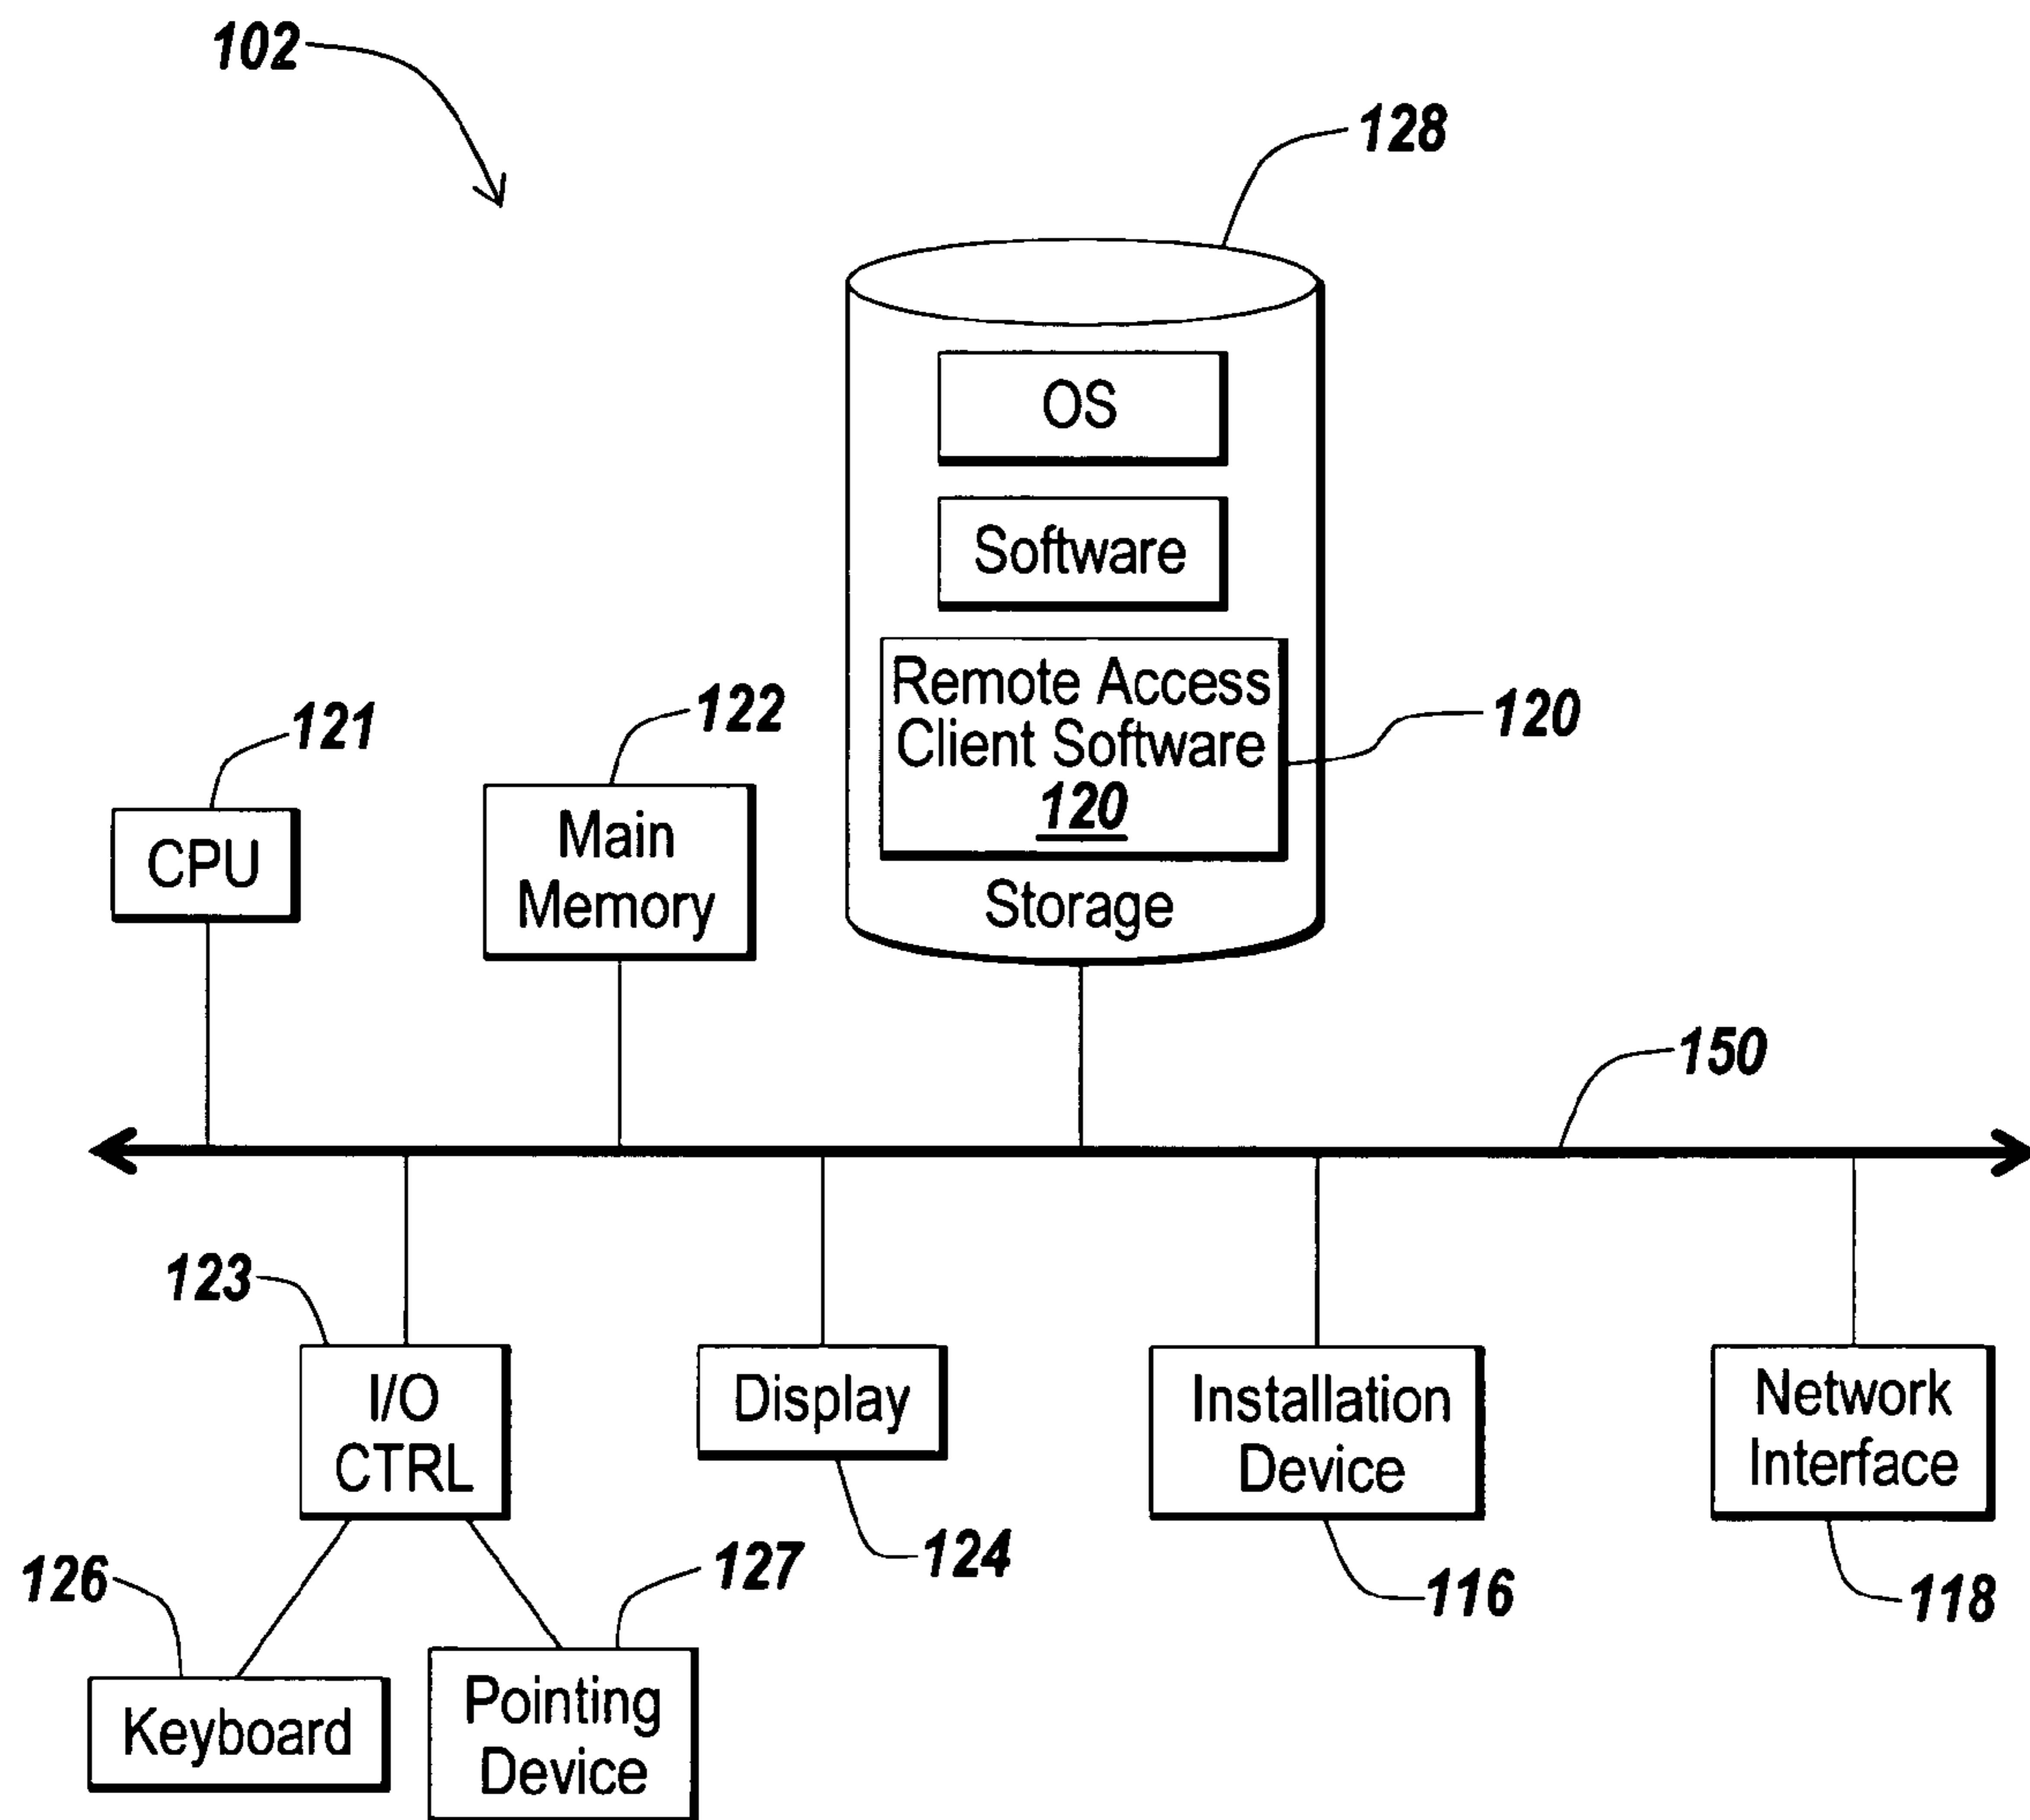 102
128
OS
Software
Remote Access
Client Software
120
120
Storage
121
CPU
122
Main
Memory
150
123
I/O
CTRL
Display
124
Installation
Device
116
Network
Interface
118
126
Keyboard
127
Pointing
Device